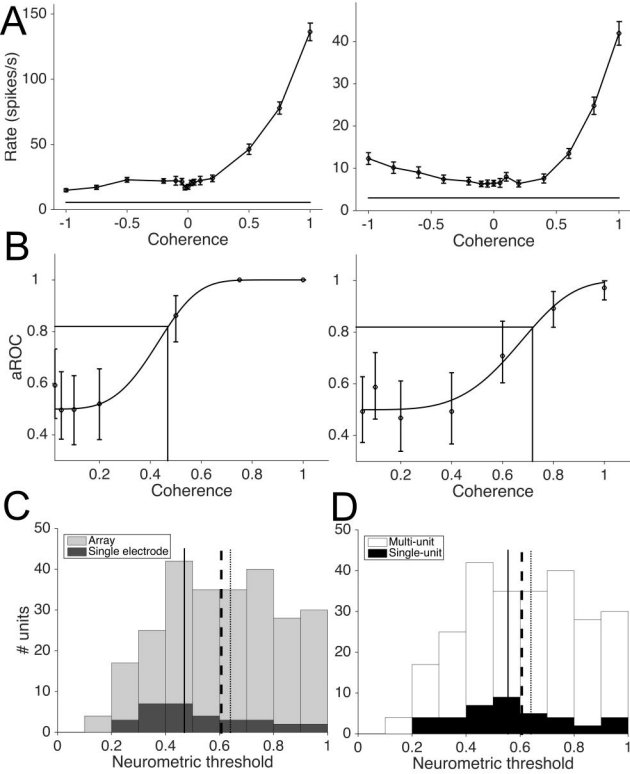 A
150
100
50
0
Rate (spikes/s)
-1 -0.5 0 0.5 1
Coherence
40
30
20
10
0
-1 -0.5 0 0.5 1
Coherence
B
1
0.8
0.6
0.4
aROC
0.2 0.4 0.6 0.8 1
Coherence
1
0.8
0.6
0.4
0.2 0.4 0.6 0.8 1
Coherence
C
50
40
30
20
10
0
# units
Array
Single electrode
0 0.2 0.4 0.6 0.8 1
Neurometric threshold
D
50
40
30
20
10
0
Multi-unit
Single-unit
0 0.2 0.4 0.6 0.8 1
Neurometric threshold